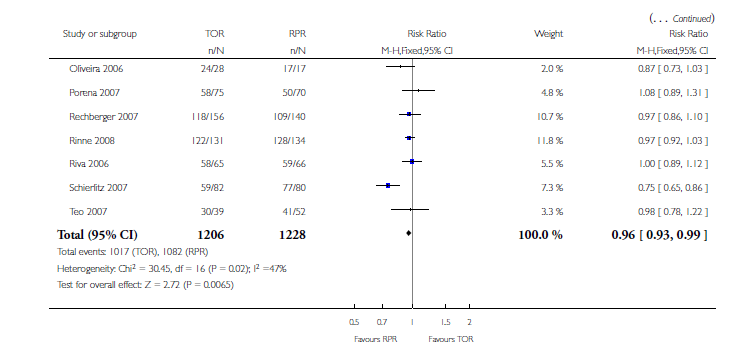 (... Continued)
Study or subgroup TOR RPR Risk Ratio Weight Risk Ratio
n/N n/N M-H,Fixed,95% CI M-H,Fixed,95% CI
Oliveira 2006 24/28 17/17 2.0 % 0.87 [ 0.73, 1.03 ]
Porena 2007 58/75 50/70 4.8 % 1.08 [ 0.89, 1.31 ]
Rechberger 2007 118/156 109/140 10.7 % 0.97 [ 0.86, 1.10 ]
Rinne 2008 122/131 128/134 11.8 % 0.97 [ 0.92, 1.03 ]
Riva 2006 58/65 59/66 5.5 % 1.00 [ 0.89, 1.12 ]
Schierfitz 2007 59/82 77/80 7.3 % 0.75 [ 0.65, 0.86 ]
Teo 2007 30/39 41/52 3.3 % 0.98 [ 0.78, 1.22 ]
Total (95% CI) 1206 1228 100.0 % 0.96 [ 0.93, 0.99 ]
Total events: 1017 (TOR), 1082 (RPR)
Heterogeneity: Chi² = 30.45, df = 16 (P = 0.02); I² =47%
Test for overall effect: Z = 2.72 (P = 0.0065)
0.5 0.7 1 1.5 2
Favours RPR Favours TOR